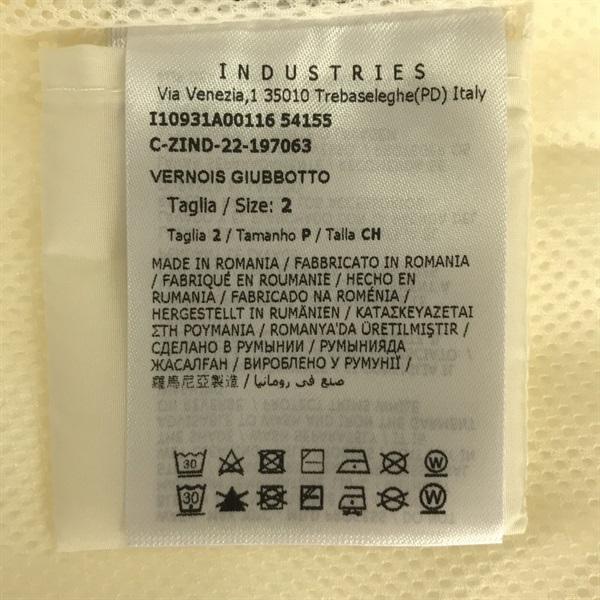 INDUSTRIES
Via Venezia,1 35010 Trebaseleghe(PD) Italy
I10931A00116 54155
C-ZIND-22-197063
VERNOIS GIUBBOTTO
Taglia / Size: 2
Taglia 2 / Tamanho P / Talla CH
MADE IN ROMANIA / FABBRICATO IN ROMANIA
/ FABRIQUÉ EN ROUMANIE / HECHO EN
RUMANIA / FABRICADO NA ROMÉNIA /
HERGESTELLT IN RUMÄNIEN / ΚΑΤΑΣΚΕΥΑΖΕΤΑΙ
ΣΤΗ ΡΟΥΜΑΝΙΑ / ROMANYA'DA ÜRETILMIŞTIR /
СДЕЛАНО В РУМЫНИИ / РУМЫНИЯДА
ЖАСАЛҒАН / ВИРОБЛЕНО У РУМУНІЇ /
羅馬尼亞製造 / صنع في رومانيا
30 W
30 W